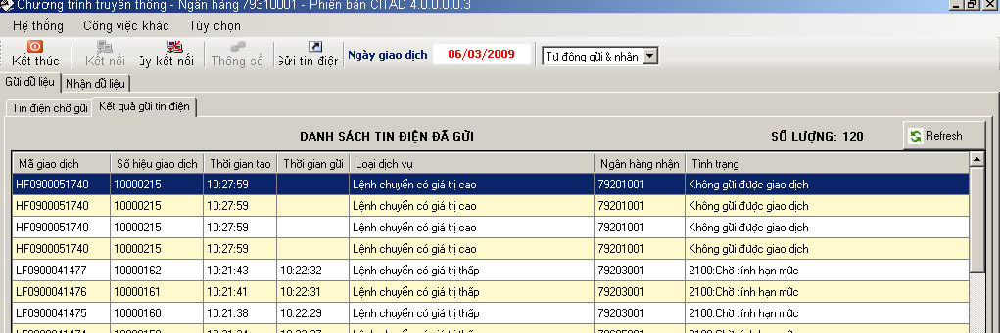 Chương trình truyền thông - Ngân hàng 79310001 - Phiên bản CITAD 4.0.0.0.0.3
Hệ thống Công việc khác Tùy chọn
Kết thúc Kết nối ủy kết nối Thông số Gửi tin điện Ngày giao dịch 06/03/2009 Tự động gửi & nhận
Gửi dữ liệu Nhận dữ liệu
Tin điện chờ gửi Kết quả gửi tin điện
DANH SÁCH TIN ĐIỆN ĐÃ GỬI SỐ LƯỢNG: 120 Refresh
Mã giao dịch Số hiệu giao dịch Thời gian tạo Thời gian gửi Loại dịch vụ Ngân hàng nhận Tình trạng
HF0900051740 10000215 10:27:59 Lệnh chuyển có giá trị cao 79201001 Không gửi được giao dịch
HF0900051740 10000215 10:27:59 Lệnh chuyển có giá trị cao 79201001 Không gửi được giao dịch
HF0900051740 10000215 10:27:59 Lệnh chuyển có giá trị cao 79201001 Không gửi được giao dịch
HF0900051740 10000215 10:27:59 Lệnh chuyển có giá trị cao 79201001 Không gửi được giao dịch
LF0900041477 10000162 10:21:43 10:22:32 Lệnh chuyển có giá trị thấp 79203001 2100:Chờ tính hạn mức
LF0900041476 10000161 10:21:41 10:22:31 Lệnh chuyển có giá trị thấp 79203001 2100:Chờ tính hạn mức
LF0900041475 10000160 10:21:38 10:22:29 Lệnh chuyển có giá trị thấp 79203001 2100:Chờ tính hạn mức